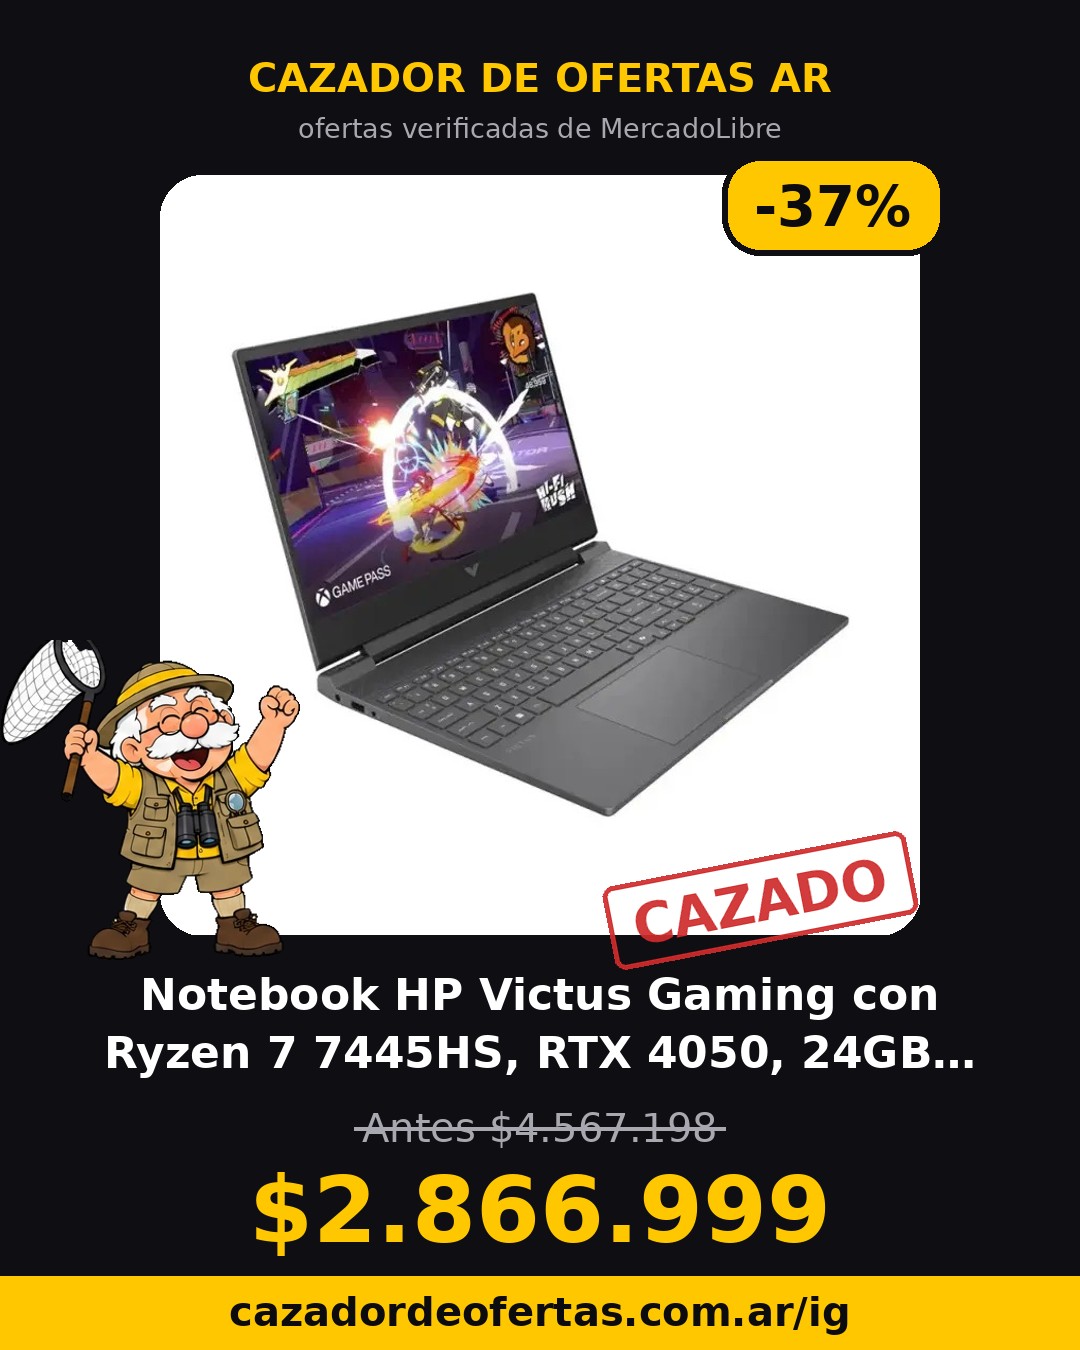 CAZADOR DE OFERTAS AR
ofertas verificadas de MercadoLibre
-37%
HI-FI
RUSH
GAME PASS
CAZADO
Notebook HP Victus Gaming con
Ryzen 7 7445HS, RTX 4050, 24GB...
Antes $4.567.198
$2.866.999
cazadordeofertas.com.ar/ig